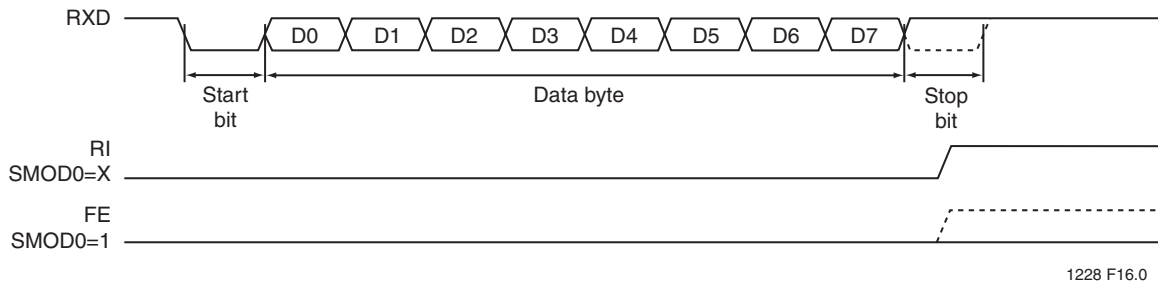 RXD
D0 D1 D2 D3 D4 D5 D6 D7
Start
bit
Data byte
Stop
bit
RI
SMOD0=X
FE
SMOD0=1
1228 F16.0